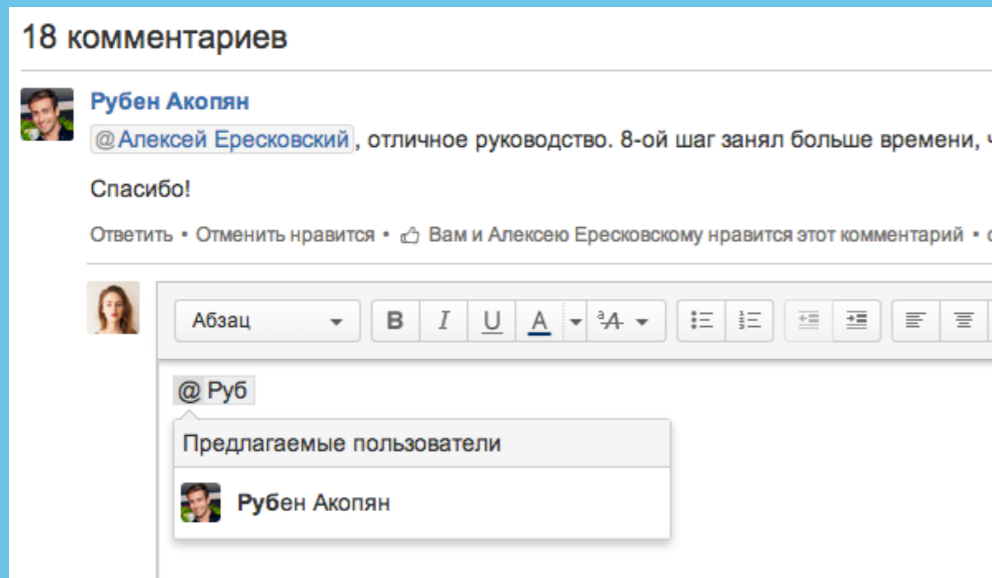 18 комментариев
Рубен Акопян
@Алексей Ересковский, отличное руководство. 8-ой шаг занял больше времени,
Спасибо!
Ответить • Отменить нравится • Вам и Алексею Ересковскому нравится этот комментарий •
Абзац B I U A ªA
@ Руб
Предлагаемые пользователи
Рубен Акопян